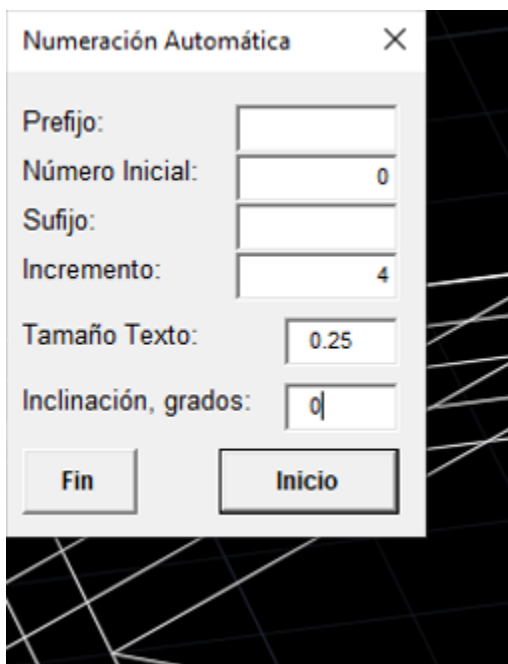 Numeración Automática
Prefijo:
Número Inicial: 0
Sufijo:
Incremento: 4
Tamaño Texto: 0.25
Inclinación, grados: 0
Fin Inicio